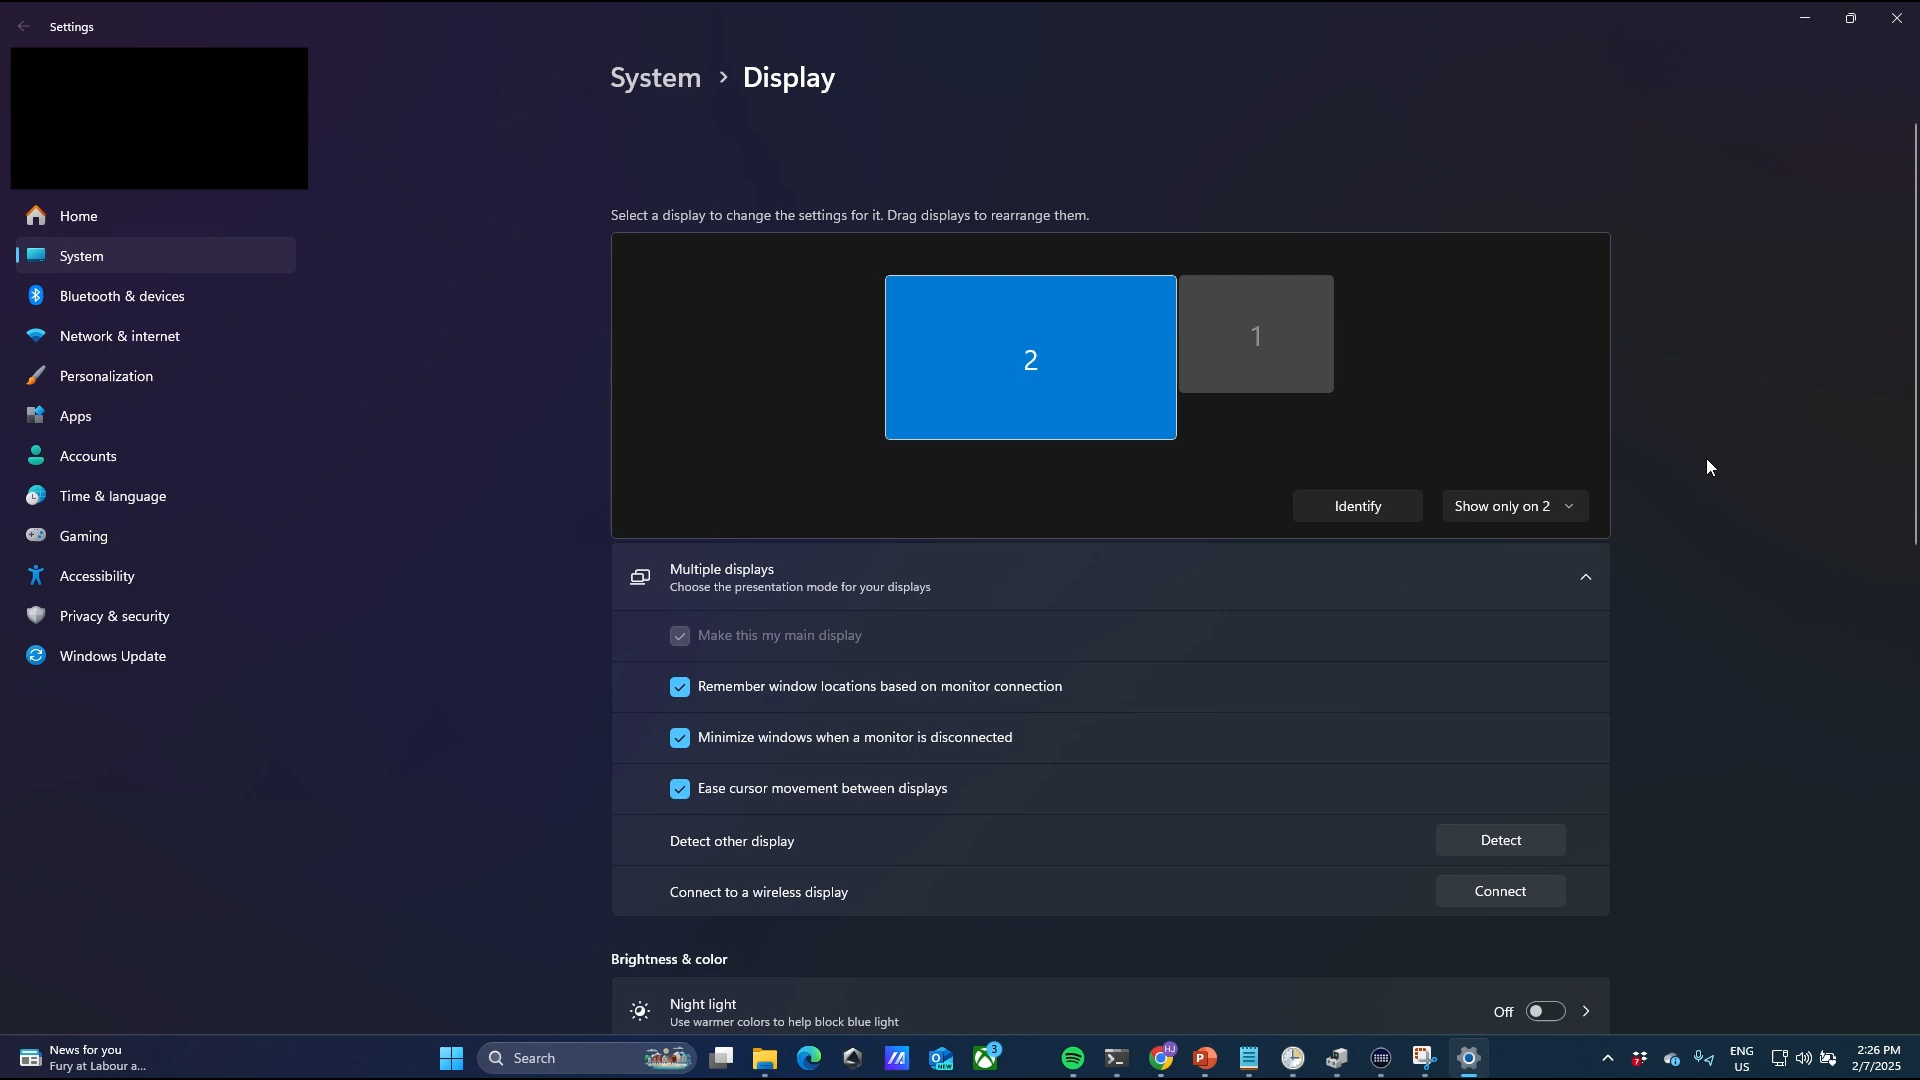 Settings
System > Display
Home
System
Bluetooth & devices
Network & internet
Personalization
Apps
Accounts
Time & language
Gaming
Accessibility
Privacy & security
Windows Update
Select a display to change the settings for it. Drag displays to rearrange them.
2
1
Identify
Show only on 2
Multiple displays
Choose the presentation mode for your displays
Make this my main display
Remember window locations based on monitor connection
Minimize windows when a monitor is disconnected
Ease cursor movement between displays
Detect other display
Detect
Connect to a wireless display
Connect
Brightness & color
Night light
Use warmer colors to help block blue light
Off
News for you
Fury at Labour a...
Search
NEW
3
HJ
7
ENG
US
2:26 PM
2/7/2025